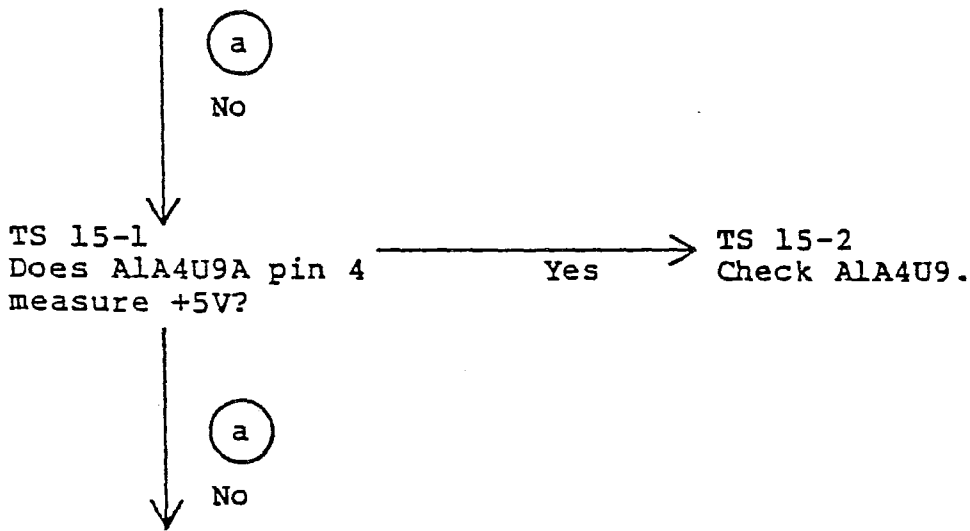 a
No
TS 15-1
Does A1A4U9A pin 4
measure +5V?
Yes
TS 15-2
Check A1A4U9.
a
No